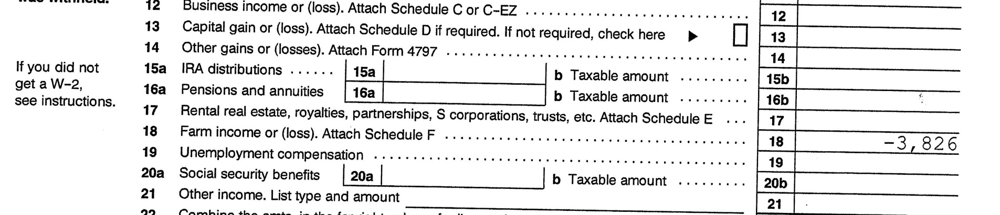 12 Business income or (loss). Attach Schedule C or C-EZ 12
13 Capital gain or (loss). Attach Schedule D if required. If not required, check here ▶ 13
14 Other gains or (losses). Attach Form 4797 14
If you did not
get a W-2,
see instructions.
15a IRA distributions 15a b Taxable amount 15b
16a Pensions and annuities 16a b Taxable amount 16b
17 Rental real estate, royalties, partnerships, S corporations, trusts, etc. Attach Schedule E 17
18 Farm income or (loss). Attach Schedule F 18 -3,826
19 Unemployment compensation 19
20a Social security benefits 20a b Taxable amount 20b
21 Other income. List type and amount 21